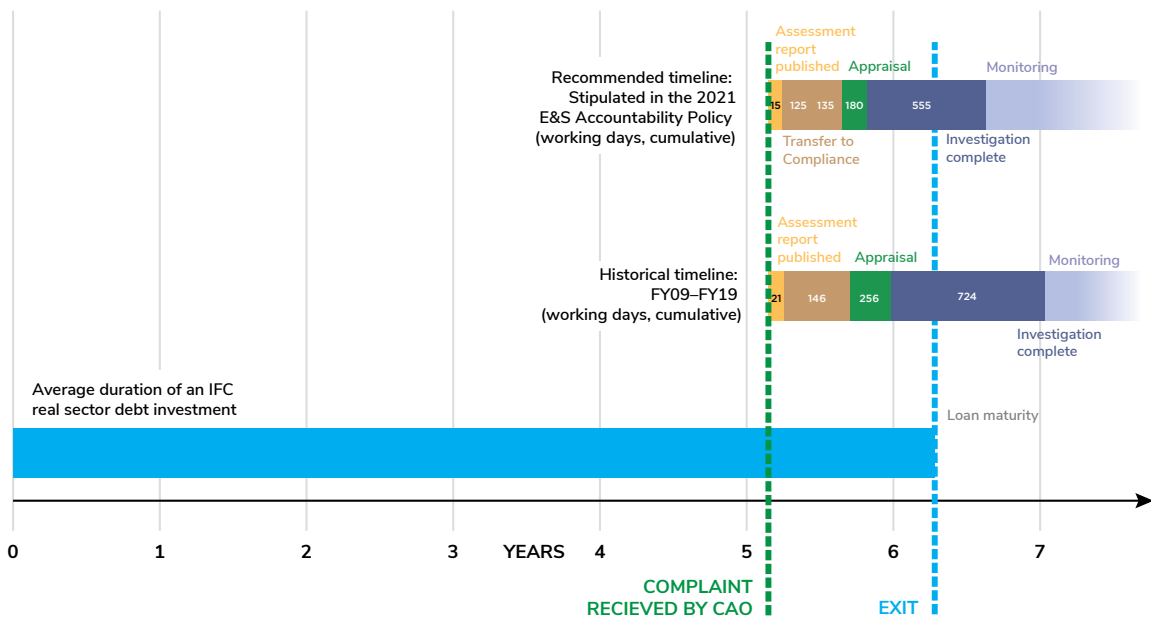 Assessment
report
published
Appraisal
Monitoring
Recommended timeline:
Stipulated in the 2021
E&S Accountability Policy
(working days, cumulative)
15 125 135 180 555
Transfer to
Compliance
Investigation
complete
Assessment
report
published
Appraisal
Monitoring
Historical timeline:
FY09–FY19
(working days, cumulative)
21 146 256 724
Investigation
complete
Average duration of an IFC
real sector debt investment
Loan maturity
0 1 2 3 YEARS 4 5 6 7
COMPLAINT
RECIEVED BY CAO
EXIT